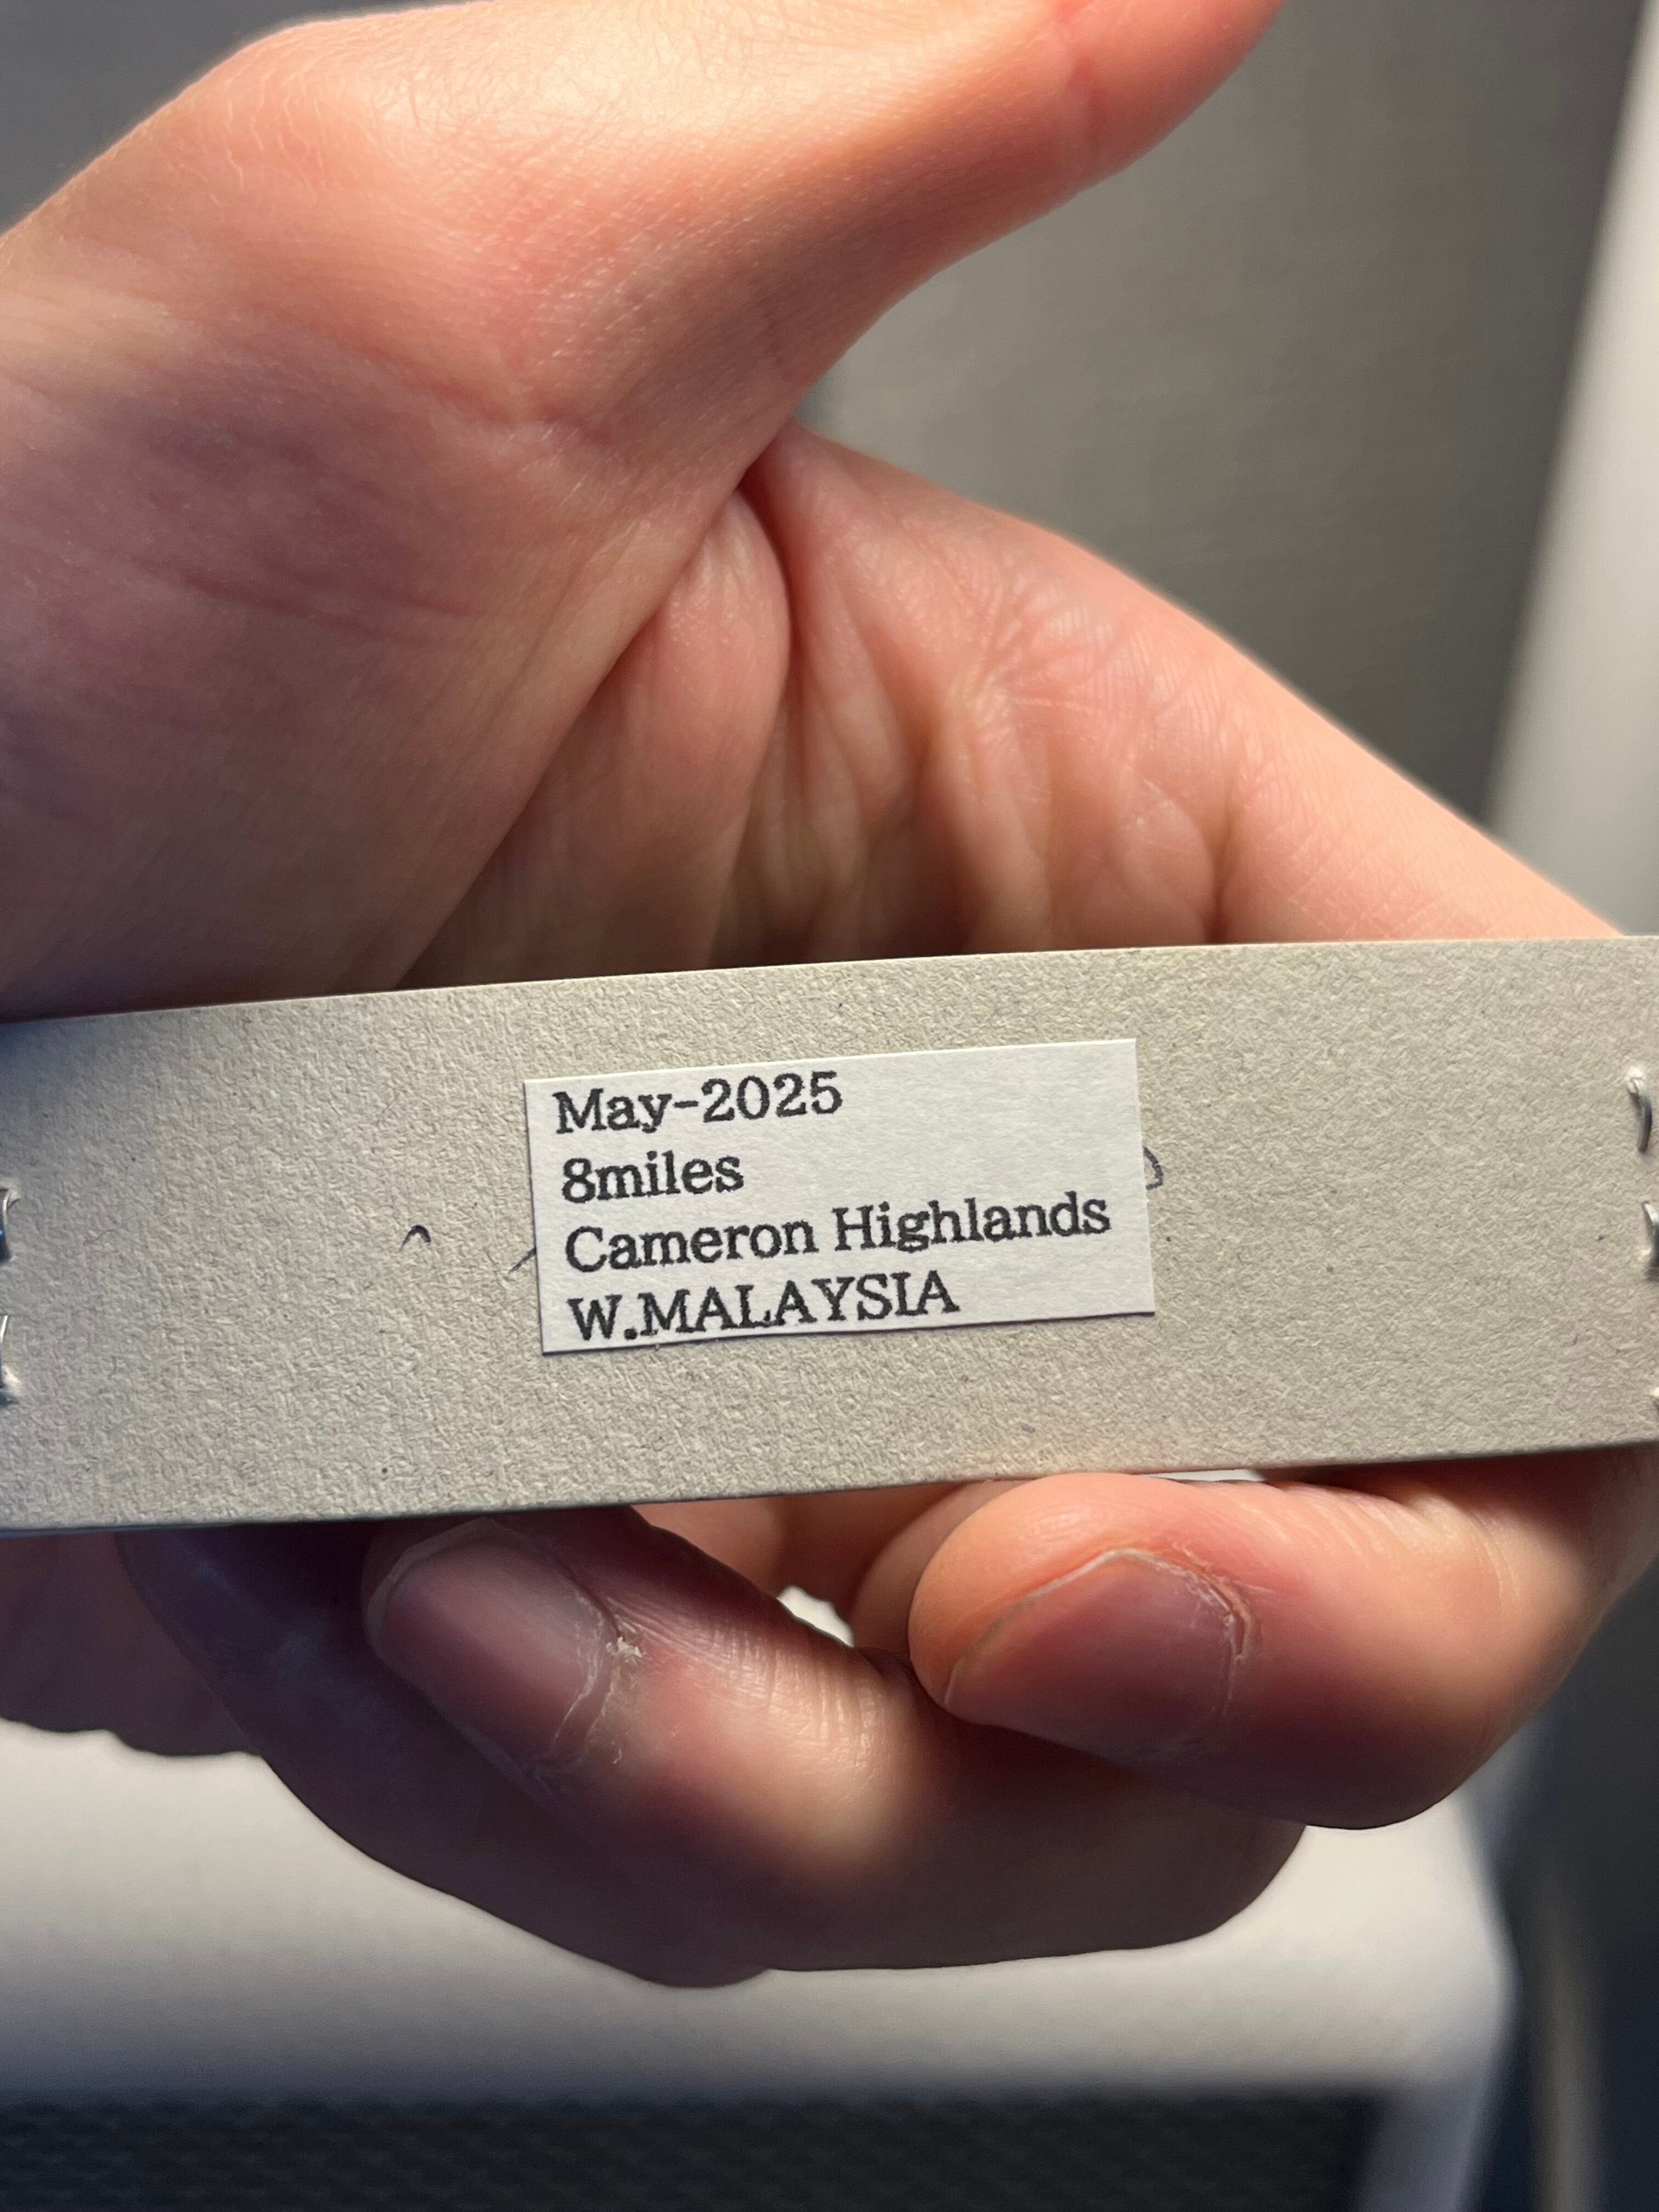 May-2025
8miles
Cameron Highlands
W.MALAYSIA